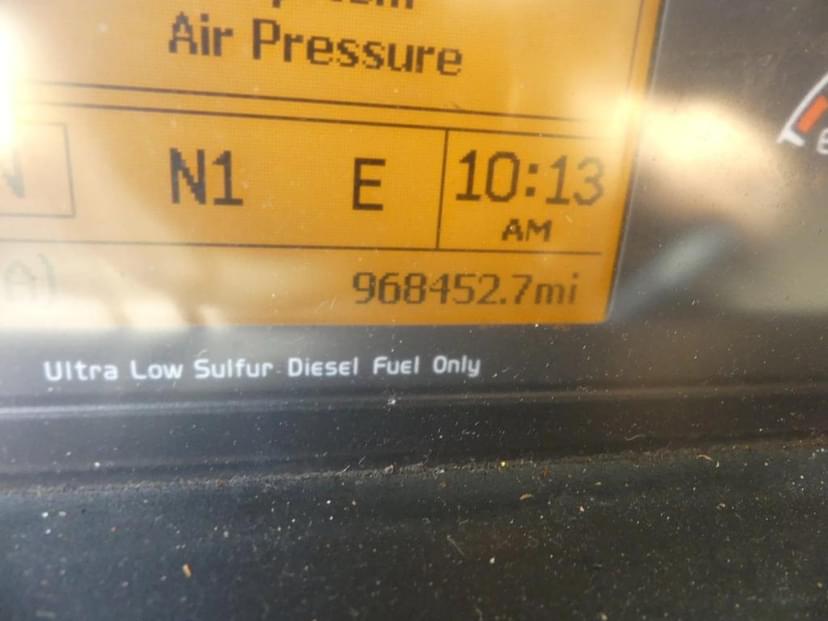 Air Pressure
N1 E 10:13
AM
968452.7mi
Ultra Low Sulfur Diesel Fuel Only
E